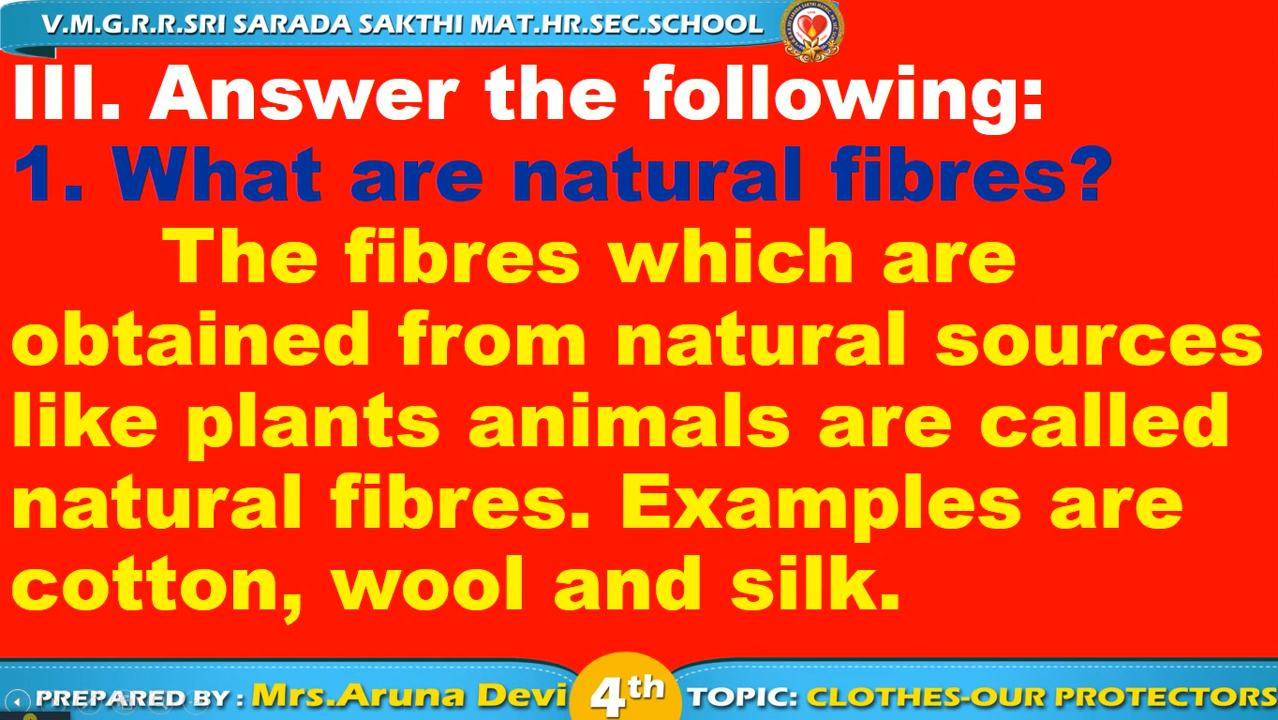 V.M.G.R.R.SRI SARADA SAKTHI MAT.HR.SEC.SCHOOL
III. Answer the following:
1. What are natural fibres?
The fibres which are
obtained from natural sources
like plants animals are called
natural fibres. Examples are
cotton, wool and silk.
PREPARED BY : Mrs.Aruna Devi 4th TOPIC: CLOTHES-OUR PROTECTORS